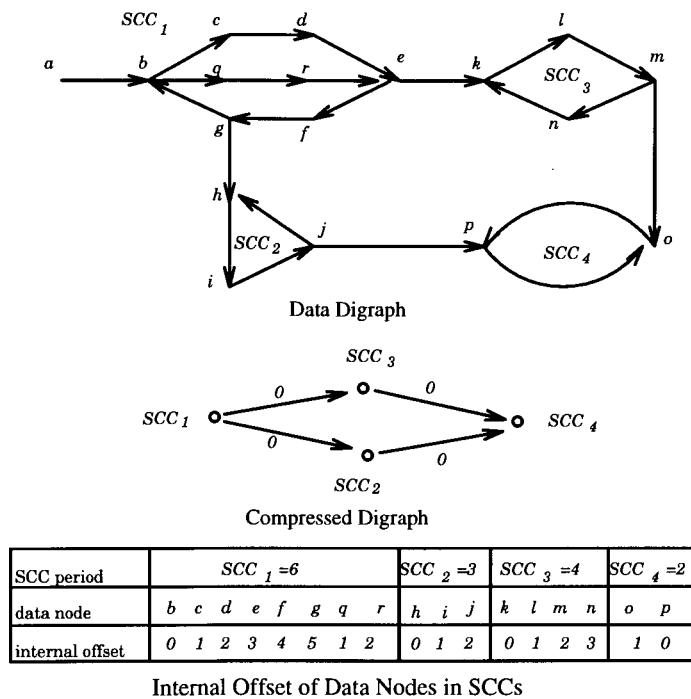 SCC 1
c d l
a b q r e k SCC 3 m
g f n
h SCC 2 j p SCC 4 o
i
Data Digraph
SCC 3
0 0
SCC 1 SCC 4
0 0
SCC 2
Compressed Digraph
SCC period SCC 1 =6 SCC 2 =3 SCC 3 =4 SCC 4 =2
data node b c d e f g q r h i j k l m n o p
internal offset 0 1 2 3 4 5 1 2 0 1 2 0 1 2 3 1 0
Internal Offset of Data Nodes in SCCs